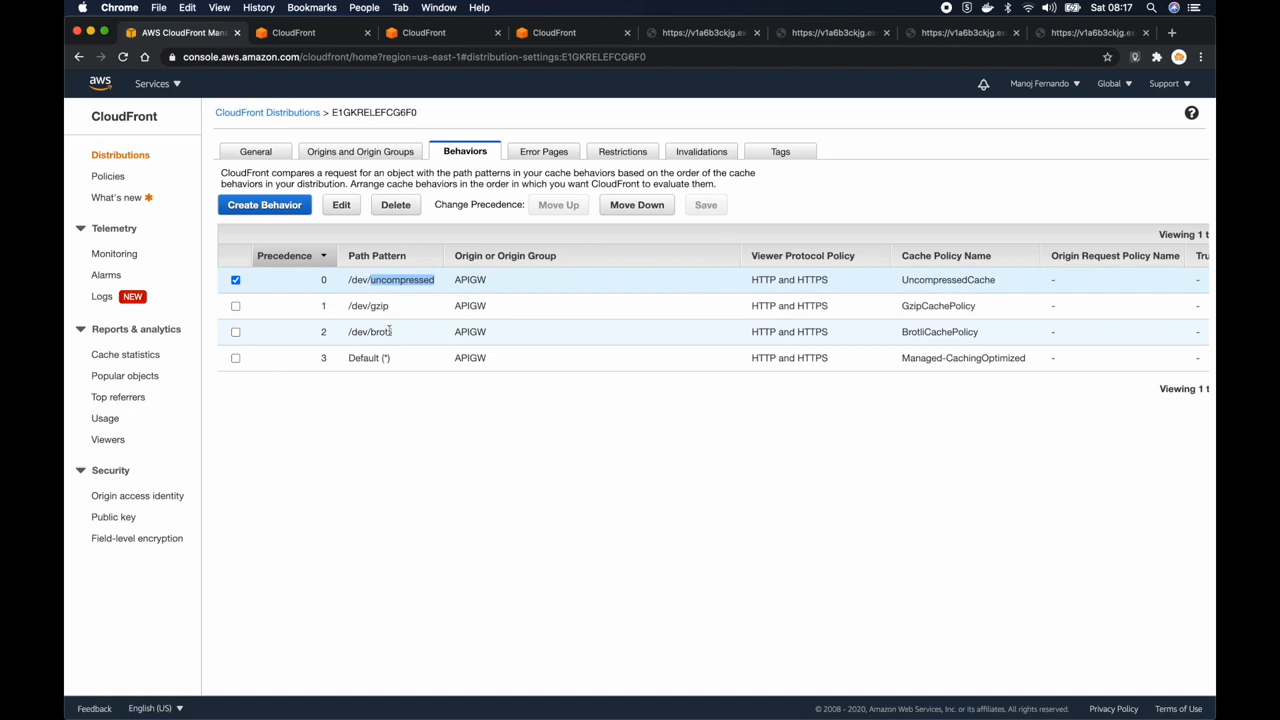 Chrome File Edit View History Bookmarks People Tab Window Help Sat 08:17
AWS CloudFront Man CloudFront CloudFront CloudFront https://v1a6b3ckjg.ex https://v1a6b3ckjg.ex https://v1a6b3ckjg.ex https://v1a6b3ckjg.ex
console.aws.amazon.com/cloudfront/home?region=us-east-1#distribution-settings:E1GKRELEFCG6F0
aws Services Manoj Fernando Global Support
CloudFront
Distributions
Policies
What's new
Telemetry
Monitoring
Alarms
Logs NEW
Reports & analytics
Cache statistics
Popular objects
Top referrers
Usage
Viewers
Security
Origin access identity
Public key
Field-level encryption
CloudFront Distributions > E1GKRELEFCG6F0
General Origins and Origin Groups Behaviors Error Pages Restrictions Invalidations Tags
CloudFront compares a request for an object with the path patterns in your cache behaviors based on the order of the cache
behaviors in your distribution. Arrange cache behaviors in the order in which you want CloudFront to evaluate them.
Create Behavior Edit Delete Change Precedence: Move Up Move Down Save
Viewing 1 t
Precedence Path Pattern Origin or Origin Group Viewer Protocol Policy Cache Policy Name Origin Request Policy Name Tru
0 /dev/uncompressed APIGW HTTP and HTTPS UncompressedCache - -
1 /dev/gzip APIGW HTTP and HTTPS GzipCachePolicy - -
2 /dev/brotli APIGW HTTP and HTTPS BrotliCachePolicy - -
3 Default (*) APIGW HTTP and HTTPS Managed-CachingOptimized - -
Viewing 1 t
Feedback English (US) © 2008 - 2020, Amazon Web Services, Inc. or its affiliates. All rights reserved. Privacy Policy Terms of Use